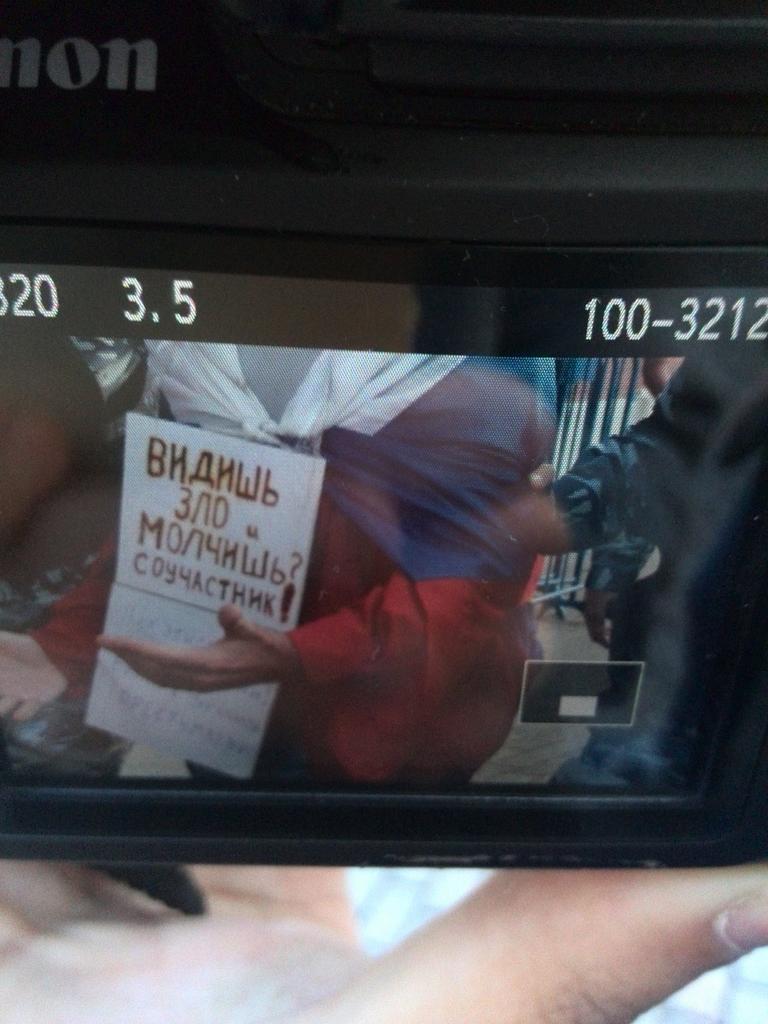 non
320 3.5 100-3212
ВИДИШЬ
ЗЛО и
МОЛЧИШЬ?
СОУЧАСТНИК!